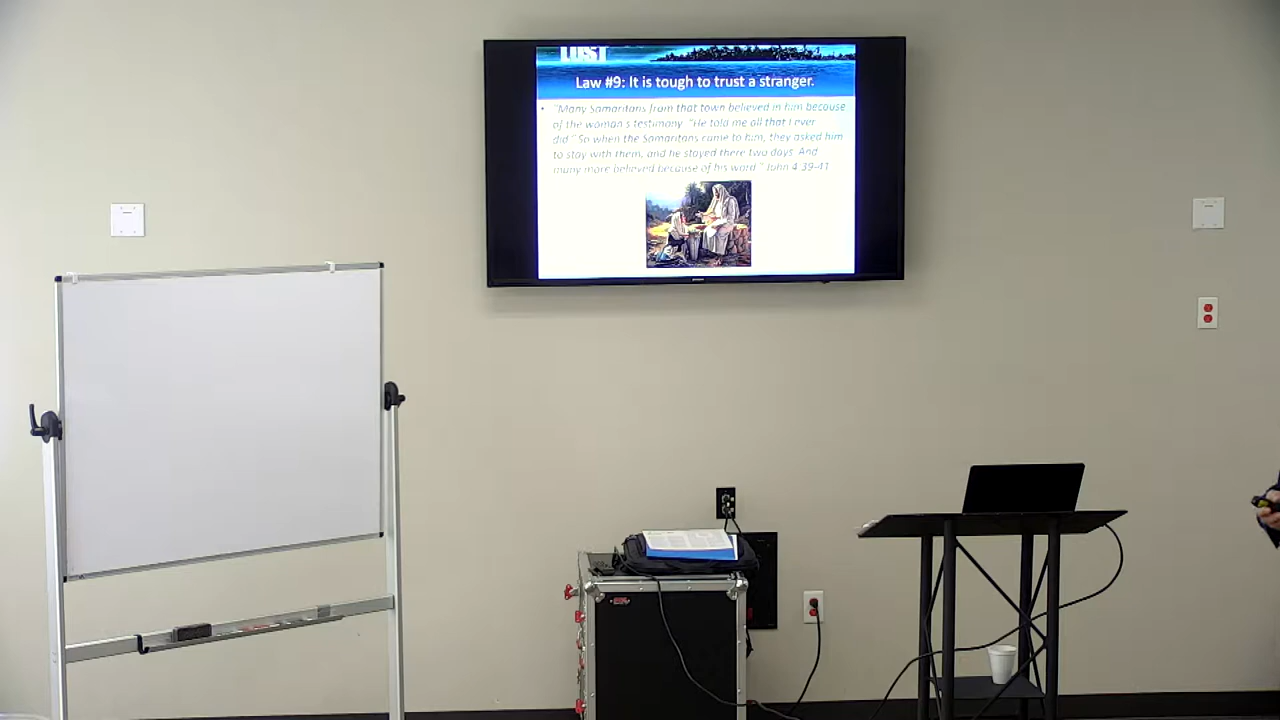 LUST
Law #9: It is tough to trust a stranger.
• "Many Samaritans from that town believed in him because
of the woman's testimony. "He told me all that I ever
did." So when the Samaritans came to him, they asked him
to stay with them, and he stayed there two days. And
many more believed because of his word." John 4:39-41